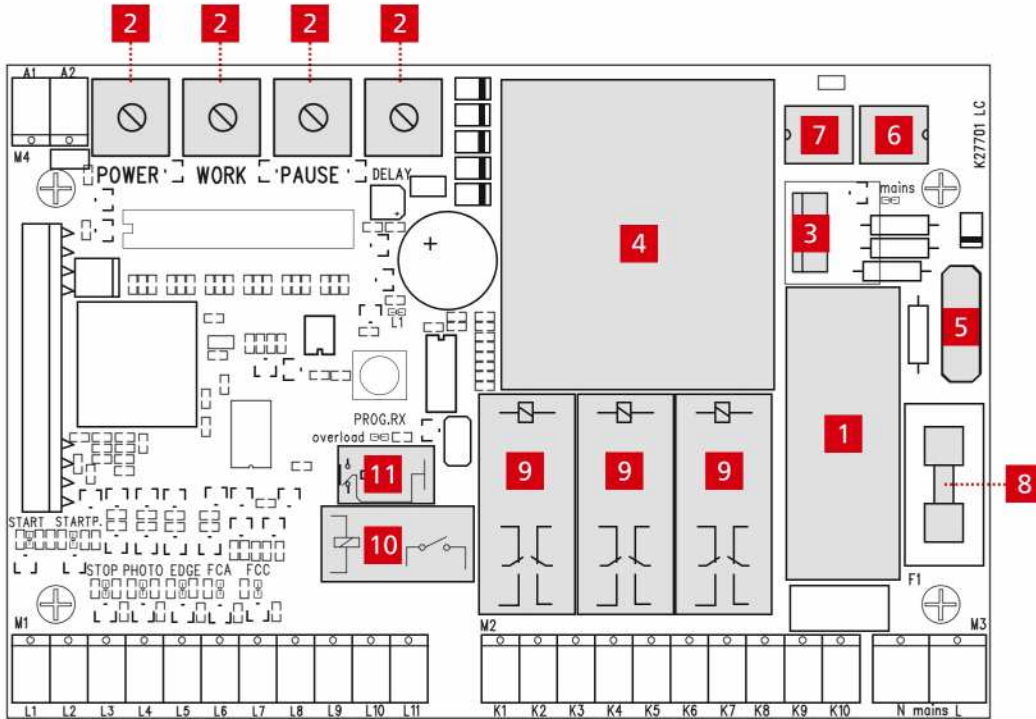 2 2 2 2
A1 A2
M4
POWER WORK PAUSE DELAY
7 6
K27701 LC
mains
3
+
4
L1
5
PROG.RX
overload
1
11
9 9 9
8
10
START STARTP.
STOP PHOTO EDGE FCA FCC
F1
M1 M2 M3
L1 L2 L3 L4 L5 L6 L7 L8 L9 L10 L11 K1 K2 K3 K4 K5 K6 K7 K8 K9 K10 N mains L